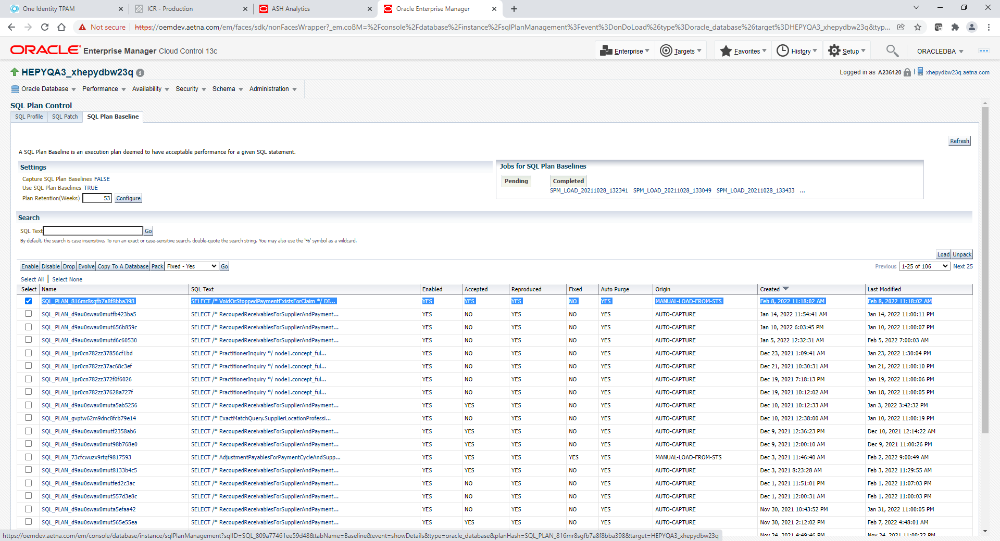 One Identity TPAM
ICR - Production
ASH Analytics
Oracle Enterprise Manager
Not secure
https://oemdev.aetna.com/em/faces/sdk/nonFacesWrapper?_em.coBM=%2Fconsole%2Fdatabase%2Finstance%2FsqlPlanManagement%3Fevent%3DonDoLoad%26type%3Doracle_database%26target%3DHEPYQA3_xhepydbw23q&typ...
ORACLE Enterprise Manager Cloud Control 13c
Enterprise Targets Favorites History Setup ORACLEDBA
HEPYQA3_xhepydbw23q
Logged in as A236120 xhepydbw23q.aetna.com
Oracle Database Performance Availability Security Schema Administration
SQL Plan Control
SQL Profile SQL Patch SQL Plan Baseline
Refresh
A SQL Plan Baseline is an execution plan deemed to have acceptable performance for a given SQL statement.
Settings
Capture SQL Plan Baselines FALSE
Use SQL Plan Baselines TRUE
Plan Retention(Weeks) 53 Configure
Jobs for SQL Plan Baselines
Pending Completed
SPM_LOAD_20211028_132341 SPM_LOAD_20211028_133049 SPM_LOAD_20211028_133433 ...
Search
SQL Text Go
By default, the search is case insensitive. To run an exact or case-sensitive search, double-quote the search string. You may also use the '%' symbol as a wildcard.
Load Unpack
Enable Disable Drop Evolve Copy To A Database Pack Fixed - Yes Go Previous 1-25 of 106 Next 25
Select All | Select None
Select Name SQL Text Enabled Accepted Reproduced Fixed Auto Purge Origin Created Last Modified
SQL_PLAN_816mr8sgfb7a8f8bba398 SELECT /* VoidOrStoppedPaymentExistsForClaim */ DI... YES YES YES NO YES MANUAL-LOAD-FROM-STS Feb 8, 2022 11:18:02 AM Feb 8, 2022 11:18:02 AM
SQL_PLAN_d9au0swax0mutfb423ba5 SELECT /* RecoupedReceivablesForSupplierAndPayment... YES NO YES NO YES AUTO-CAPTURE Jan 14, 2022 11:54:41 AM Jan 14, 2022 11:00:11 PM
SQL_PLAN_d9au0swax0mut656b859c SELECT /* RecoupedReceivablesForSupplierAndPayment... YES NO YES NO YES AUTO-CAPTURE Jan 10, 2022 6:03:45 PM Jan 10, 2022 11:00:07 PM
SQL_PLAN_d9au0swax0mutd6c60530 SELECT /* RecoupedReceivablesForSupplierAndPayment... YES NO YES NO YES AUTO-CAPTURE Jan 5, 2022 12:32:31 AM Feb 5, 2022 7:00:03 AM
SQL_PLAN_1pr0cn782zz37856cf1bd SELECT /* PractitionerInquiry */ node1.concept_ful... YES NO YES NO YES AUTO-CAPTURE Dec 23, 2021 1:09:41 AM Jan 23, 2022 1:30:04 PM
SQL_PLAN_1pr0cn782zz37ac68c3ef SELECT /* PractitionerInquiry */ node1.concept_ful... YES NO YES NO YES AUTO-CAPTURE Dec 21, 2021 10:30:31 AM Jan 21, 2022 11:00:10 PM
SQL_PLAN_1pr0cn782zz372f0f6026 SELECT /* PractitionerInquiry */ node1.concept_ful... YES NO YES NO YES AUTO-CAPTURE Dec 19, 2021 7:18:13 PM Jan 19, 2022 11:00:06 PM
SQL_PLAN_1pr0cn782zz37628a727f SELECT /* PractitionerInquiry */ node1.concept_ful... YES NO YES NO YES AUTO-CAPTURE Dec 19, 2021 10:12:02 AM Jan 18, 2022 11:00:05 PM
SQL_PLAN_d9au0swax0muta5ab5256 SELECT /* RecoupedReceivablesForSupplierAndPayment... YES YES YES NO YES AUTO-CAPTURE Dec 10, 2021 10:12:33 AM Jan 3, 2022 3:42:32 PM
SQL_PLAN_gvptw62m9dnc8fcb79e14 SELECT /* ExactMatchQuery.SupplierLocationProfessi... YES NO YES NO YES AUTO-CAPTURE Dec 10, 2021 12:38:00 AM Jan 10, 2022 11:00:19 PM
SQL_PLAN_d9au0swax0mutf2358ab6 SELECT /* RecoupedReceivablesForSupplierAndPayment... YES YES YES NO YES AUTO-CAPTURE Dec 9, 2021 12:36:23 PM Dec 10, 2021 12:14:22 AM
SQL_PLAN_d9au0swax0mut98b768e0 SELECT /* RecoupedReceivablesForSupplierAndPayment... YES YES YES NO YES AUTO-CAPTURE Dec 9, 2021 12:00:10 AM Dec 9, 2021 11:00:26 PM
SQL_PLAN_73cfcwuzx9rtqf9817593 SELECT /* AdjustmentPayablesForPaymentCycleAndSupp... YES YES YES YES YES MANUAL-LOAD-FROM-STS Dec 3, 2021 11:46:40 AM Feb 2, 2022 9:00:49 AM
SQL_PLAN_d9au0swax0mut8133b4c5 SELECT /* RecoupedReceivablesForSupplierAndPayment... YES YES YES NO YES AUTO-CAPTURE Dec 3, 2021 8:23:28 AM Feb 3, 2022 11:29:55 AM
SQL_PLAN_d9au0swax0mutfed2c3ac SELECT /* RecoupedReceivablesForSupplierAndPayment... YES NO YES NO YES AUTO-CAPTURE Dec 1, 2021 11:51:01 PM Feb 1, 2022 11:07:03 PM
SQL_PLAN_d9au0swax0mut557d3e8c SELECT /* RecoupedReceivablesForSupplierAndPayment... YES NO YES NO YES AUTO-CAPTURE Dec 1, 2021 12:00:31 AM Feb 1, 2022 11:00:03 PM
SQL_PLAN_d9au0swax0muta5efaa42 SELECT /* RecoupedReceivablesForSupplierAndPayment... YES NO YES NO YES AUTO-CAPTURE Nov 30, 2021 10:43:52 PM Jan 31, 2022 11:00:05 PM
SQL_PLAN_d9au0swax0mut565e55ea SELECT /* RecoupedReceivablesForSupplierAndPayment... YES YES YES NO YES AUTO-CAPTURE Nov 30, 2021 2:12:02 PM Feb 7, 2022 4:48:01 AM
Nov 24, 2021 4:49:46 PM Nov 24, 2021 11:00:22 PM
https://oemdev.aetna.com/em/console/database/instance/sqlPlanManagement?sqlID=SQL_809a77461ee59d48&tabName=Baseline&event=showDetails&type=oracle_database&planHash=SQL_PLAN_816mr8sgfb7a8f8bba398&target=HEPYQA3_xhepydbw23q